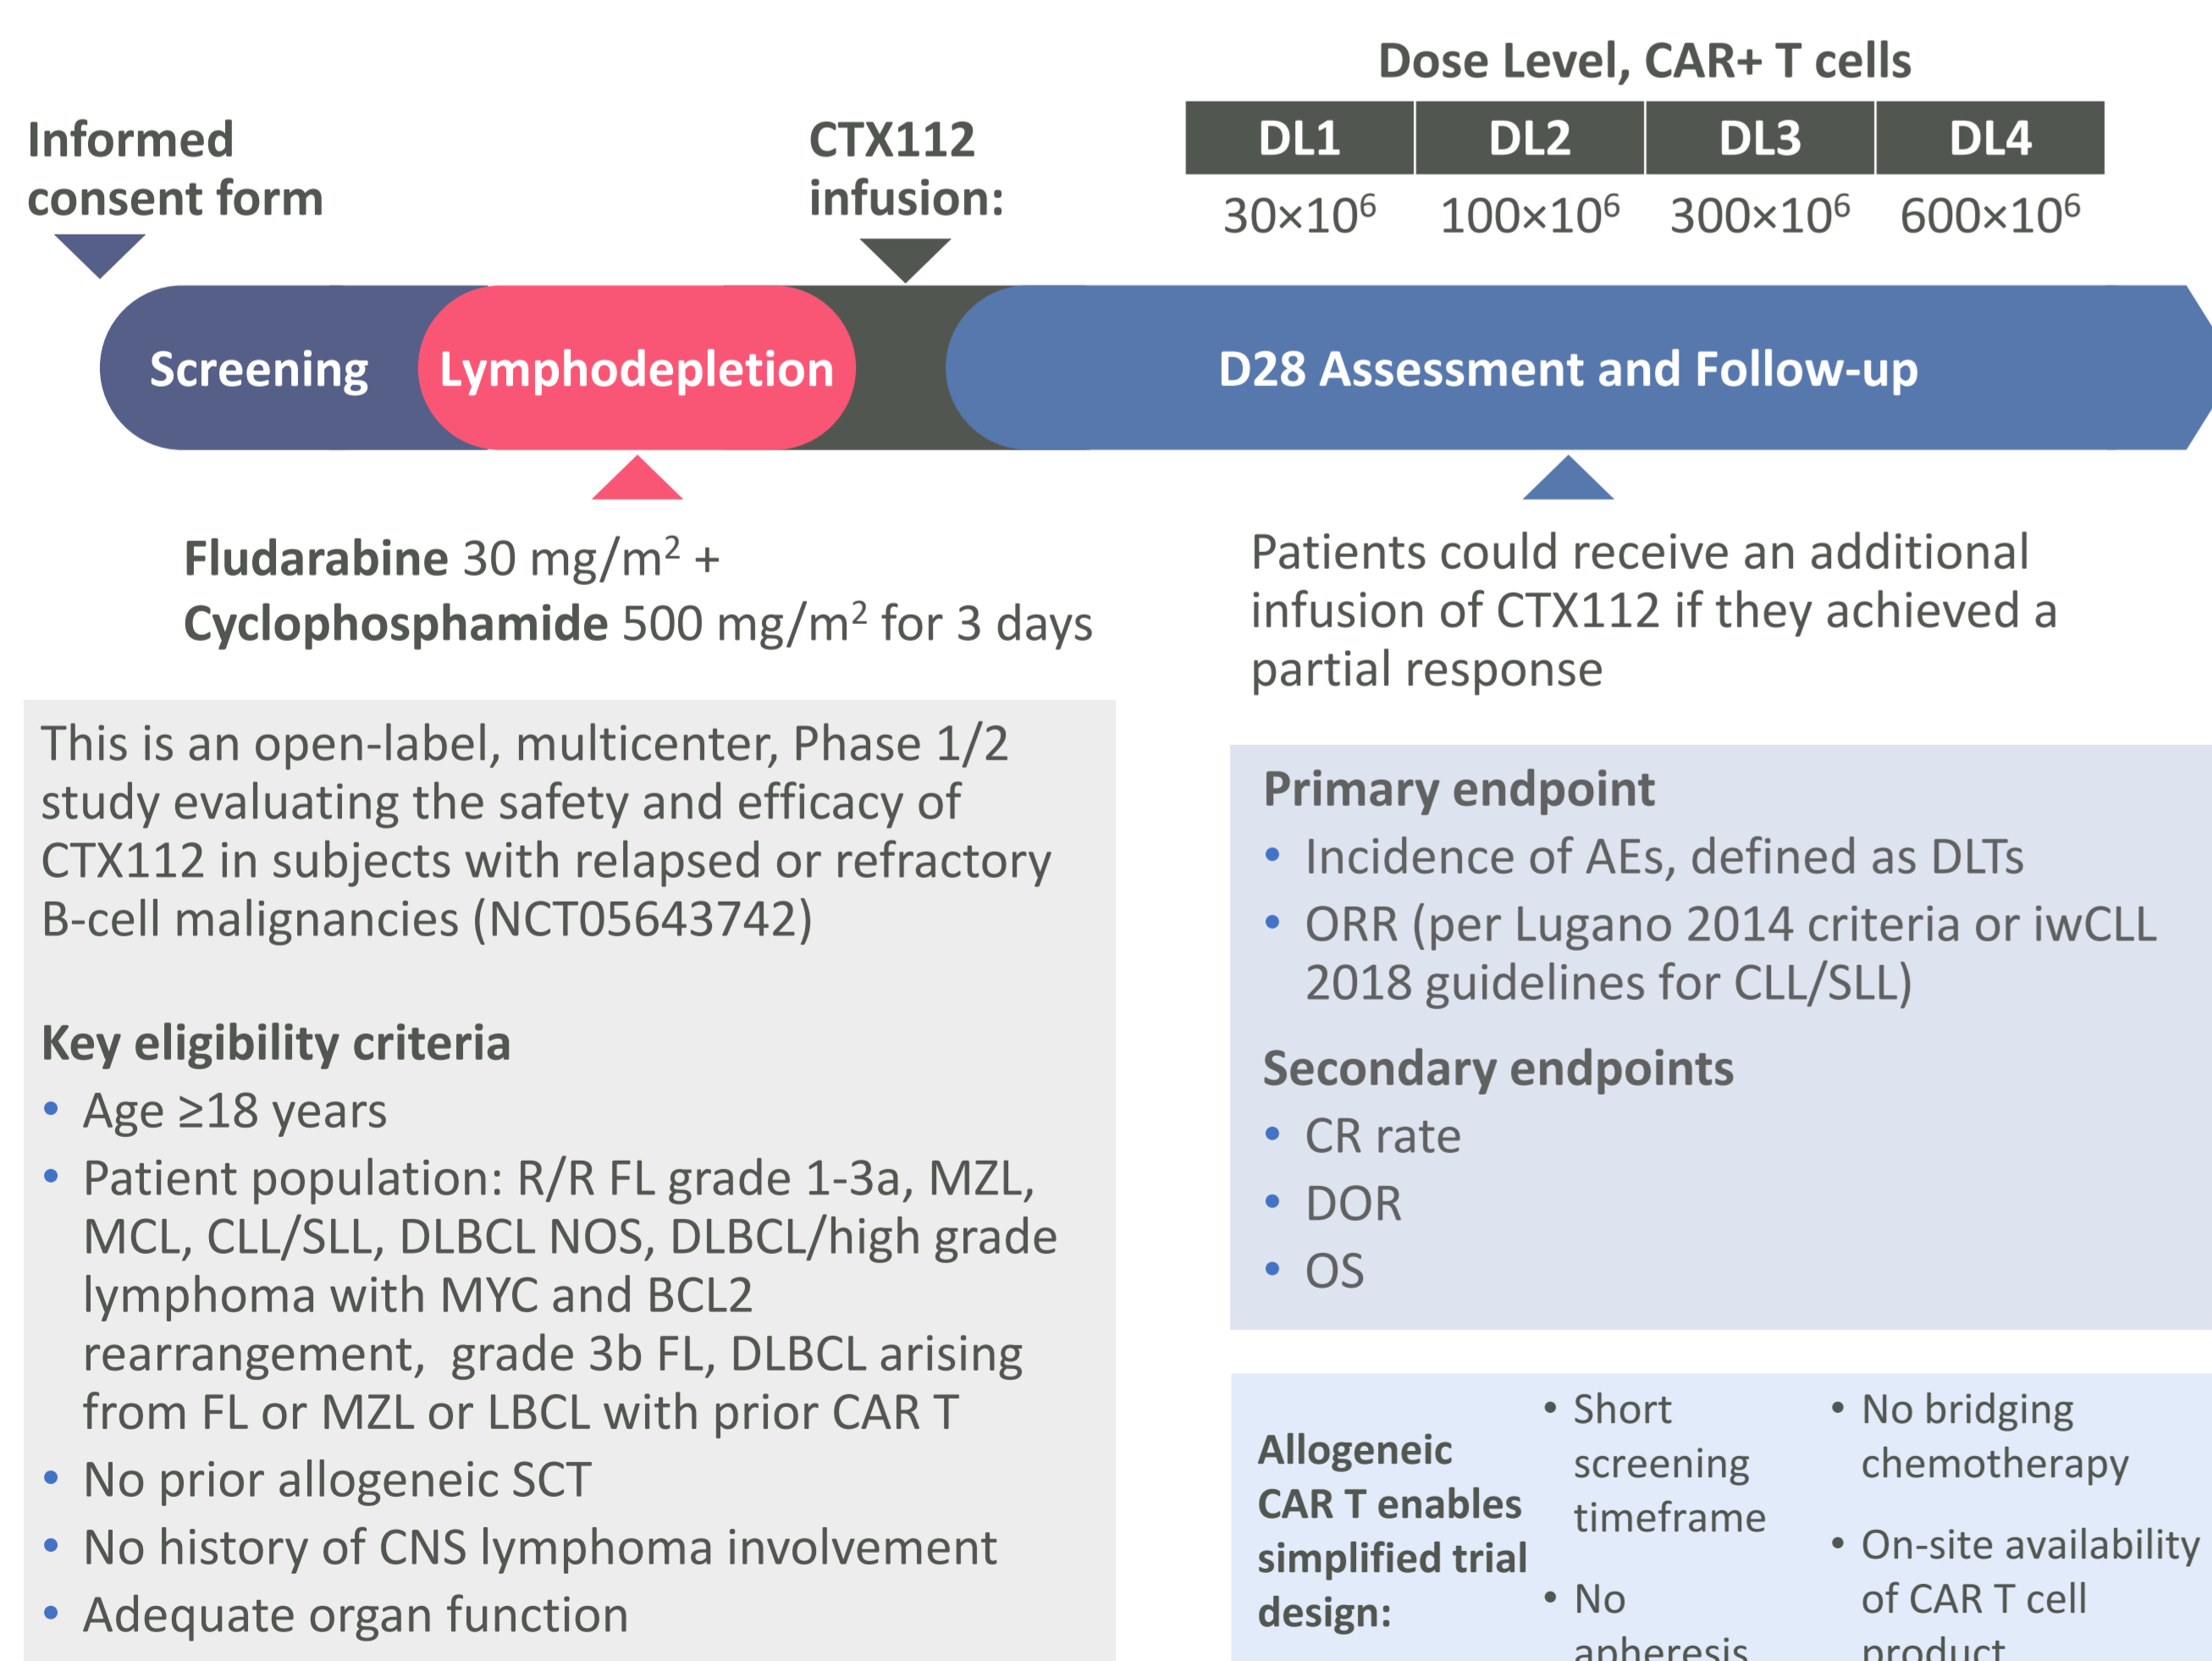 Dose Level, CAR+ T cells
Informed
consent form
CTX112
infusion:
DL1 DL2 DL3 DL4
30×10⁶ 100×10⁶ 300×10⁶ 600×10⁶
Screening Lymphodepletion D28 Assessment and Follow-up
Fludarabine 30 mg/m² +
Cyclophosphamide 500 mg/m² for 3 days
Patients could receive an additional
infusion of CTX112 if they achieved a
partial response
This is an open-label, multicenter, Phase 1/2
study evaluating the safety and efficacy of
CTX112 in subjects with relapsed or refractory
B-cell malignancies (NCT05643742)
Key eligibility criteria
• Age ≥18 years
• Patient population: R/R FL grade 1-3a, MZL,
MCL, CLL/SLL, DLBCL NOS, DLBCL/high grade
lymphoma with MYC and BCL2
rearrangement, grade 3b FL, DLBCL arising
from FL or MZL or LBCL with prior CAR T
• No prior allogeneic SCT
• No history of CNS lymphoma involvement
• Adequate organ function
Primary endpoint
• Incidence of AEs, defined as DLTs
• ORR (per Lugano 2014 criteria or iwCLL
2018 guidelines for CLL/SLL)
Secondary endpoints
• CR rate
• DOR
• OS
Allogeneic
CAR T enables
simplified trial
design:
• Short
screening
timeframe
• No
apheresis
• No bridging
chemotherapy
• On-site availability
of CAR T cell
product